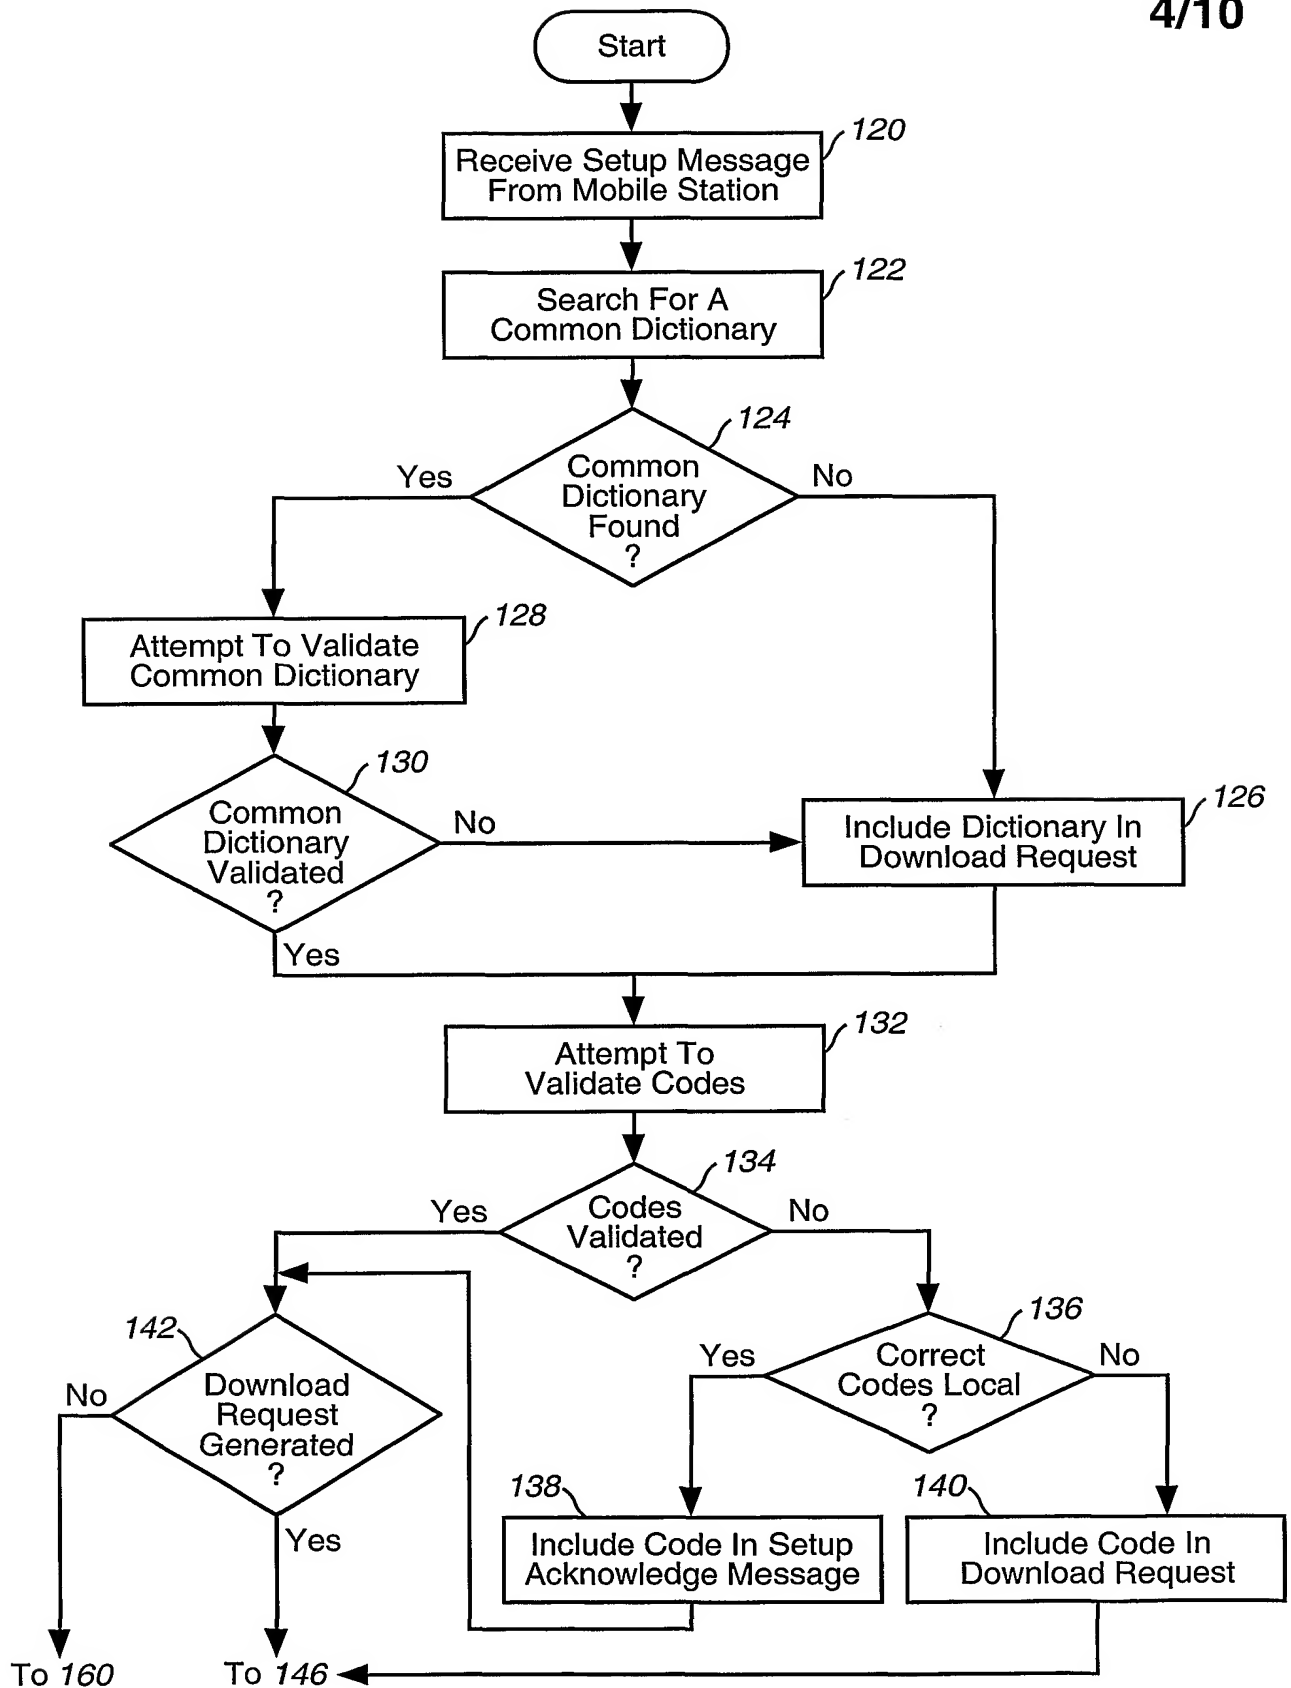 4/10
Start
120
Receive Setup Message
From Mobile Station
122
Search For A
Common Dictionary
124
Common
Dictionary
Found
?
Yes
No
128
Attempt To Validate
Common Dictionary
130
Common
Dictionary
Validated
?
No
Yes
126
Include Dictionary In
Download Request
132
Attempt To
Validate Codes
134
Codes
Validated
?
Yes
No
136
Correct
Codes Local
?
Yes
No
142
Download
Request
Generated
?
No
Yes
138
Include Code In Setup
Acknowledge Message
140
Include Code In
Download Request
To 160
To 146